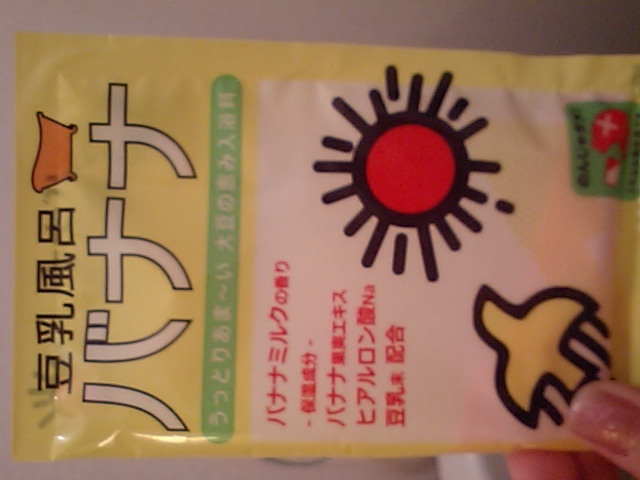 豆乳風呂
バナナ
うっとりあま〜い 大豆の恵み入浴料
バナナミルクの香り
- 保湿成分 -
バナナ果実エキス
ヒアルロン酸Na
豆乳末 配合